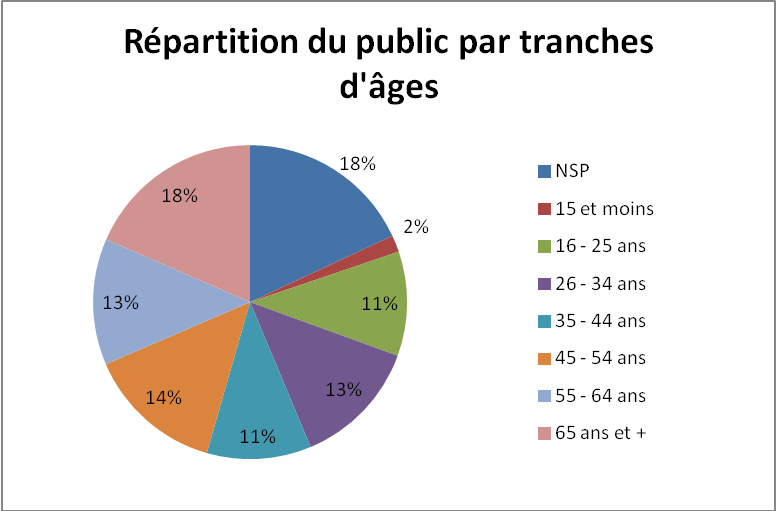 Répartition du public par tranches
d'âges
18%
2%
11%
13%
11%
14%
13%
18%
NSP
15 et moins
16 - 25 ans
26 - 34 ans
35 - 44 ans
45 - 54 ans
55 - 64 ans
65 ans et +